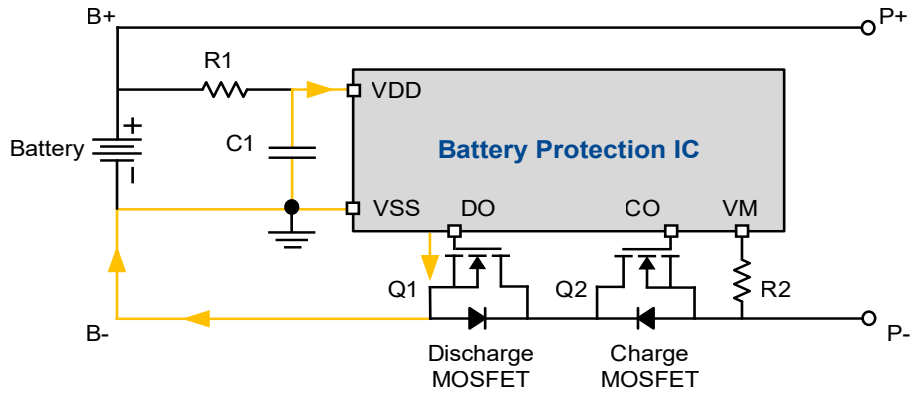 B+
P+
R1
VDD
+
Battery
C1
Battery Protection IC
-
VSS
DO
CO
VM
Q1
Q2
R2
B-
P-
Discharge
MOSFET
Charge
MOSFET